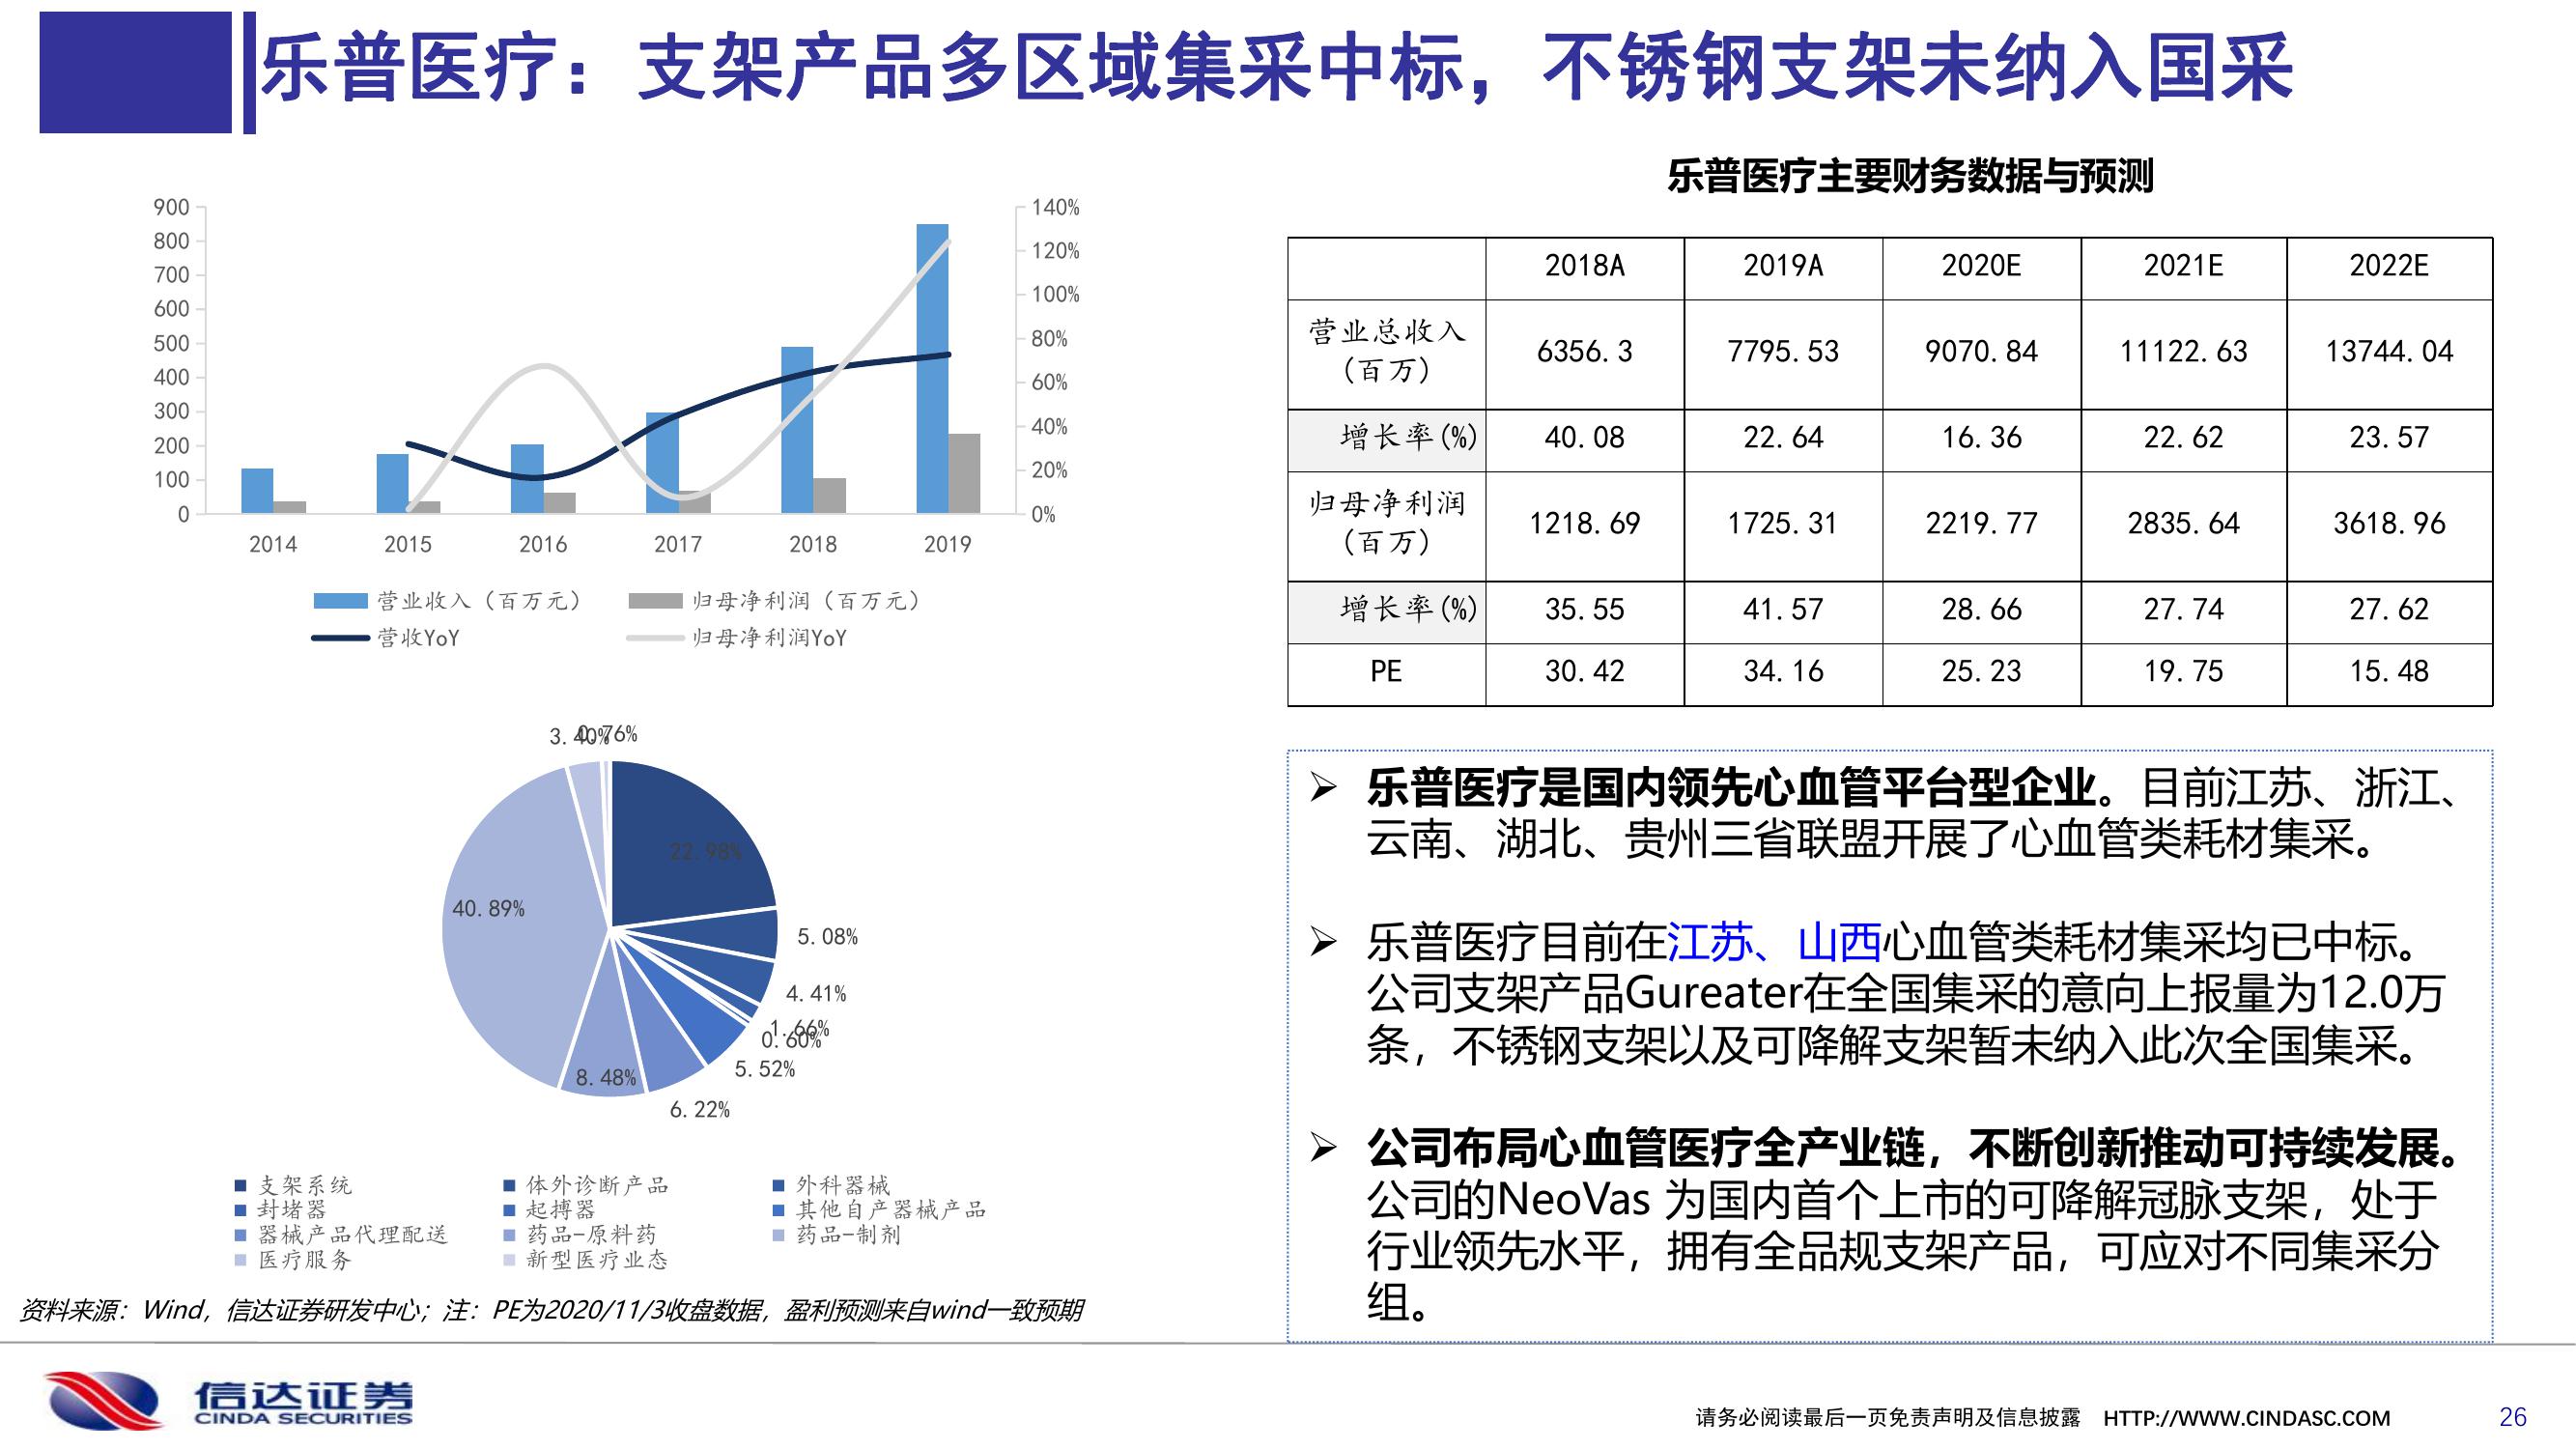 乐普医疗：支架产品多区域集采中标，不锈钢支架未纳入国采
900
800
700
600
500
400
300
200
100
0
140%
120%
100%
80%
60%
40%
20%
0%
2014 2015 2016 2017 2018 2019
营业收入（百万元） 归母净利润（百万元）
营收YoY 归母净利润YoY
3.40% 0.76%
22.98%
40.89%
5.08%
4.41%
1.66%
0.60%
5.52%
8.48%
6.22%
支架系统 体外诊断产品 外科器械
封堵器 起搏器 其他自产器械产品
器械产品代理配送 药品-原料药 药品-制剂
医疗服务 新型医疗业态
资料来源：Wind，信达证券研发中心；注：PE为2020/11/3收盘数据，盈利预测来自wind一致预期
乐普医疗主要财务数据与预测
2018A 2019A 2020E 2021E 2022E
营业总收入
（百万） 6356.3 7795.53 9070.84 11122.63 13744.04
增长率(%) 40.08 22.64 16.36 22.62 23.57
归母净利润
（百万） 1218.69 1725.31 2219.77 2835.64 3618.96
增长率(%) 35.55 41.57 28.66 27.74 27.62
PE 30.42 34.16 25.23 19.75 15.48
➢ 乐普医疗是国内领先心血管平台型企业。目前江苏、浙江、
云南、湖北、贵州三省联盟开展了心血管类耗材集采。
➢ 乐普医疗目前在江苏、山西心血管类耗材集采均已中标。
公司支架产品Gureater在全国集采的意向上报量为12.0万
条，不锈钢支架以及可降解支架暂未纳入此次全国集采。
➢ 公司布局心血管医疗全产业链，不断创新推动可持续发展。
公司的NeoVas 为国内首个上市的可降解冠脉支架，处于
行业领先水平，拥有全品规支架产品，可应对不同集采分
组。
信达证券
CINDA SECURITIES
请务必阅读最后一页免责声明及信息披露 HTTP://WWW.CINDASC.COM 26